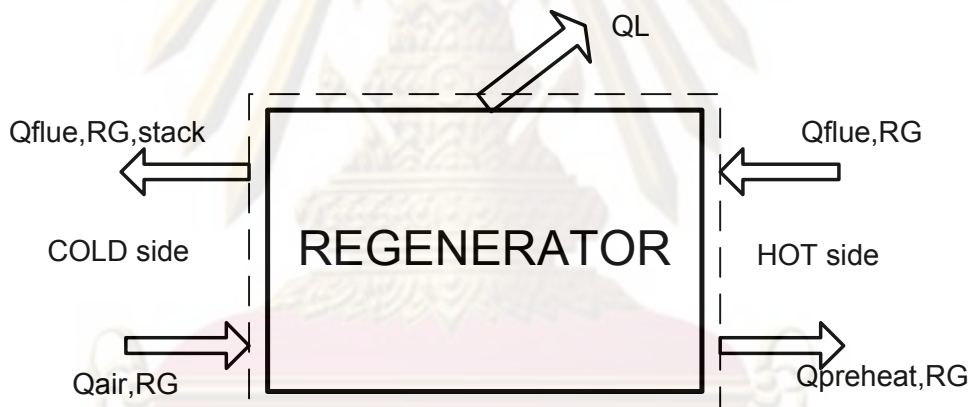 QL
Qflue,RG,stack
Qflue,RG
COLD side
REGENERATOR
HOT side
Qair,RG
Qpreheat,RG